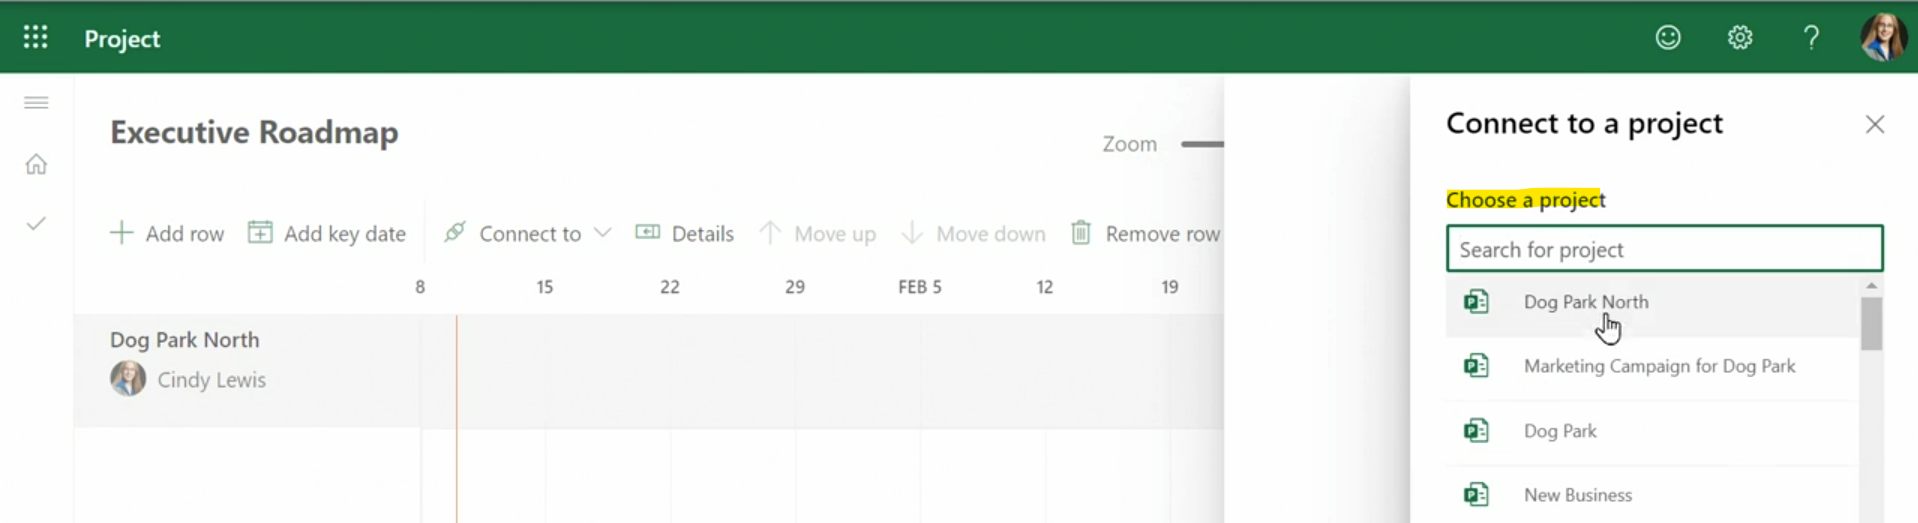 Project
Executive Roadmap
Zoom
Add row
Add key date
Connect to
Details
Move up
Move down
Remove row
8 15 22 29 FEB 5 12 19
Dog Park North
Cindy Lewis
Connect to a project
Choose a project
Search for project
Dog Park North
Marketing Campaign for Dog Park
Dog Park
New Business